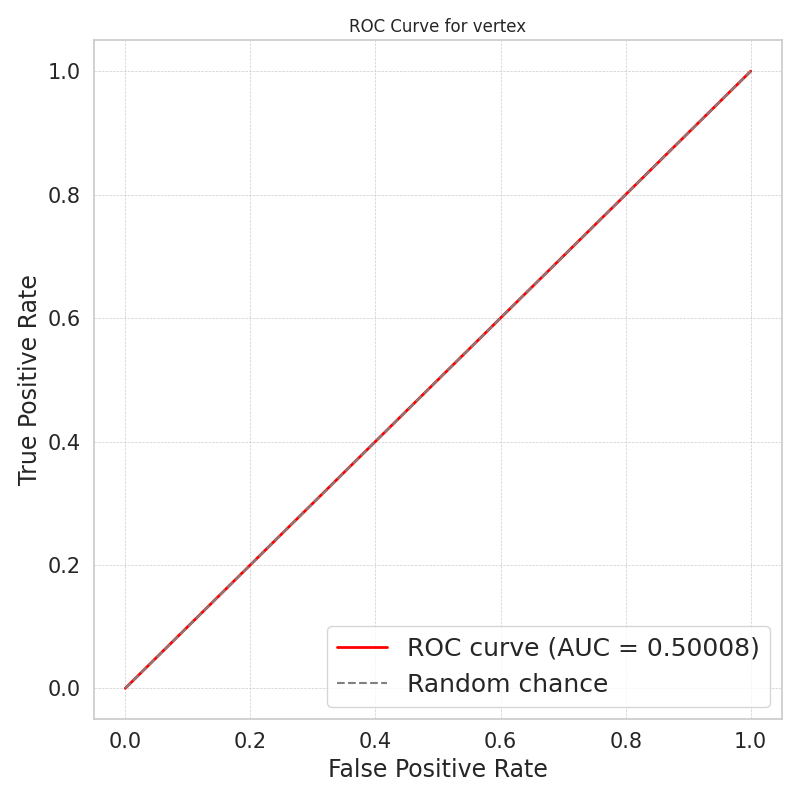 ROC Curve for vertex
True Positive Rate
1.0
0.8
0.6
0.4
0.2
0.0
ROC curve (AUC = 0.50008)
Random chance
0.0 0.2 0.4 0.6 0.8 1.0
False Positive Rate